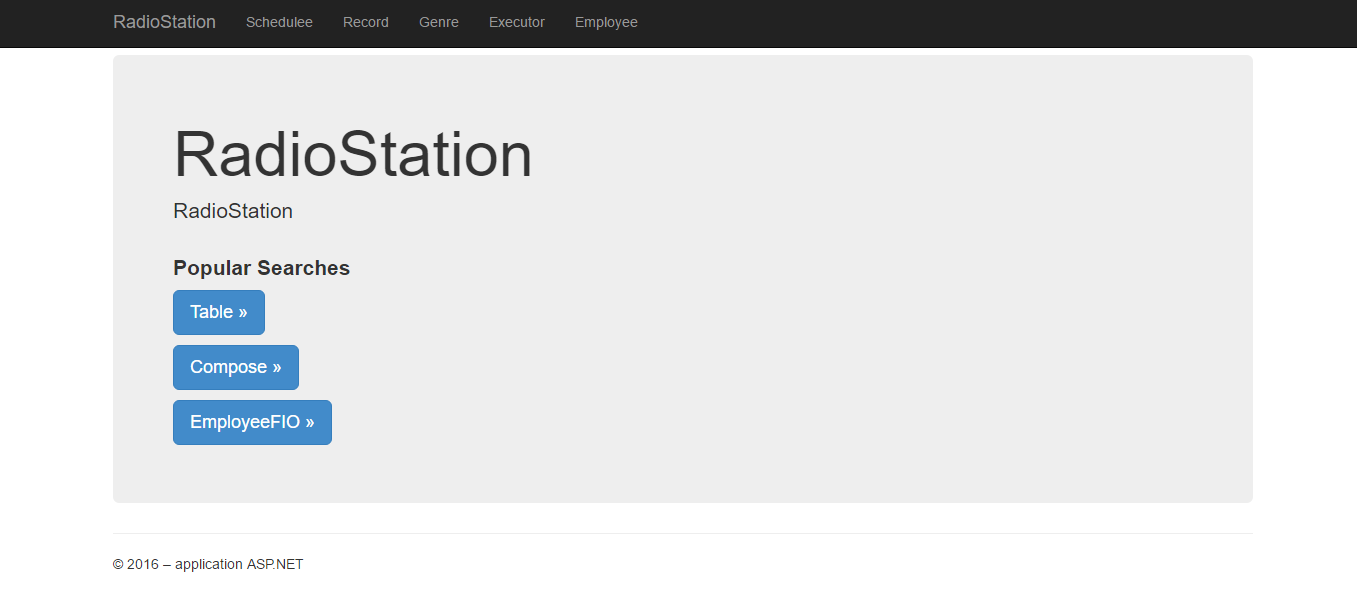 RadioStation Schedulee Record Genre Executor Employee
RadioStation
RadioStation
Popular Searches
Table »
Compose »
EmployeeFIO »
© 2016 – application ASP.NET